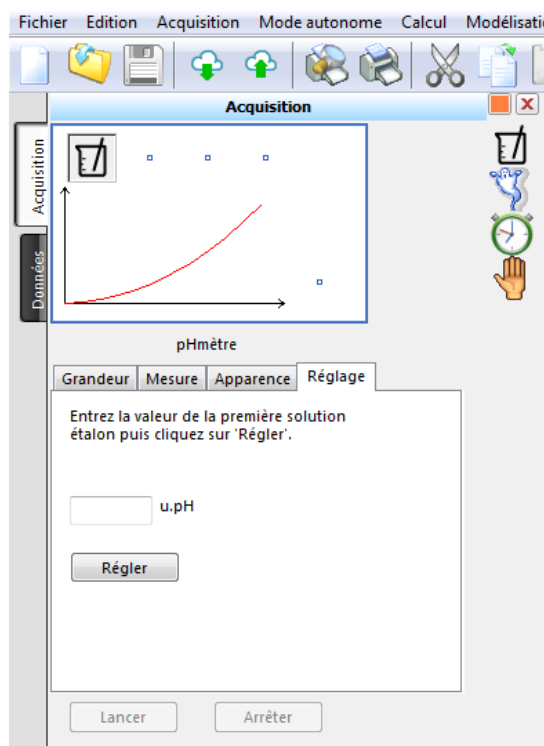 Fichier Edition Acquisition Mode autonome Calcul Modélisati
Acquisition
Acquisition
Données
pHmètre
Grandeur Mesure Apparence Réglage
Entrez la valeur de la première solution
étalon puis cliquez sur 'Régler'.
u.pH
Régler
Lancer Arrêter